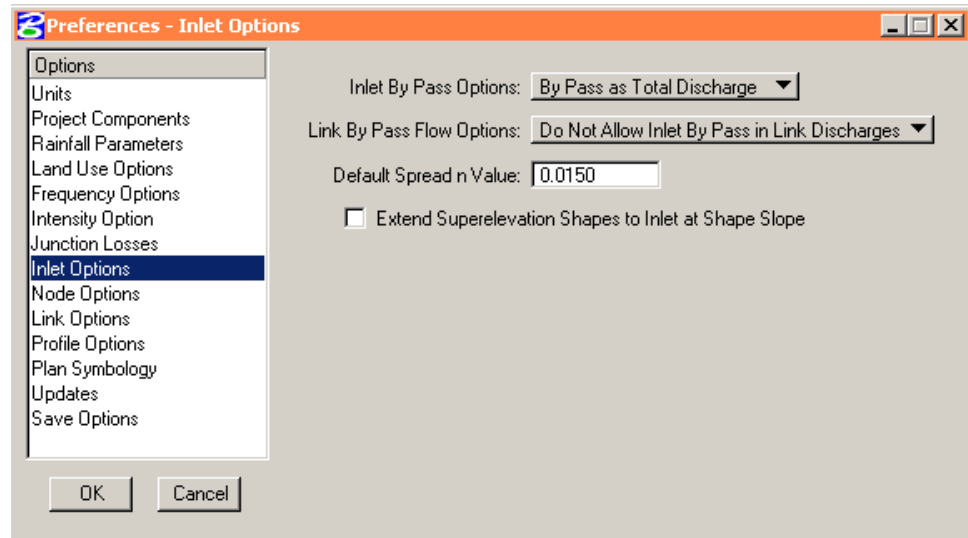 Preferences - Inlet Options
Options
Units
Project Components
Rainfall Parameters
Land Use Options
Frequency Options
Intensity Option
Junction Losses
Inlet Options
Node Options
Link Options
Profile Options
Plan Symbology
Updates
Save Options
Inlet By Pass Options: By Pass as Total Discharge
Link By Pass Flow Options: Do Not Allow Inlet By Pass in Link Discharges
Default Spread n Value: 0.0150
Extend Superelevation Shapes to Inlet at Shape Slope
OK Cancel